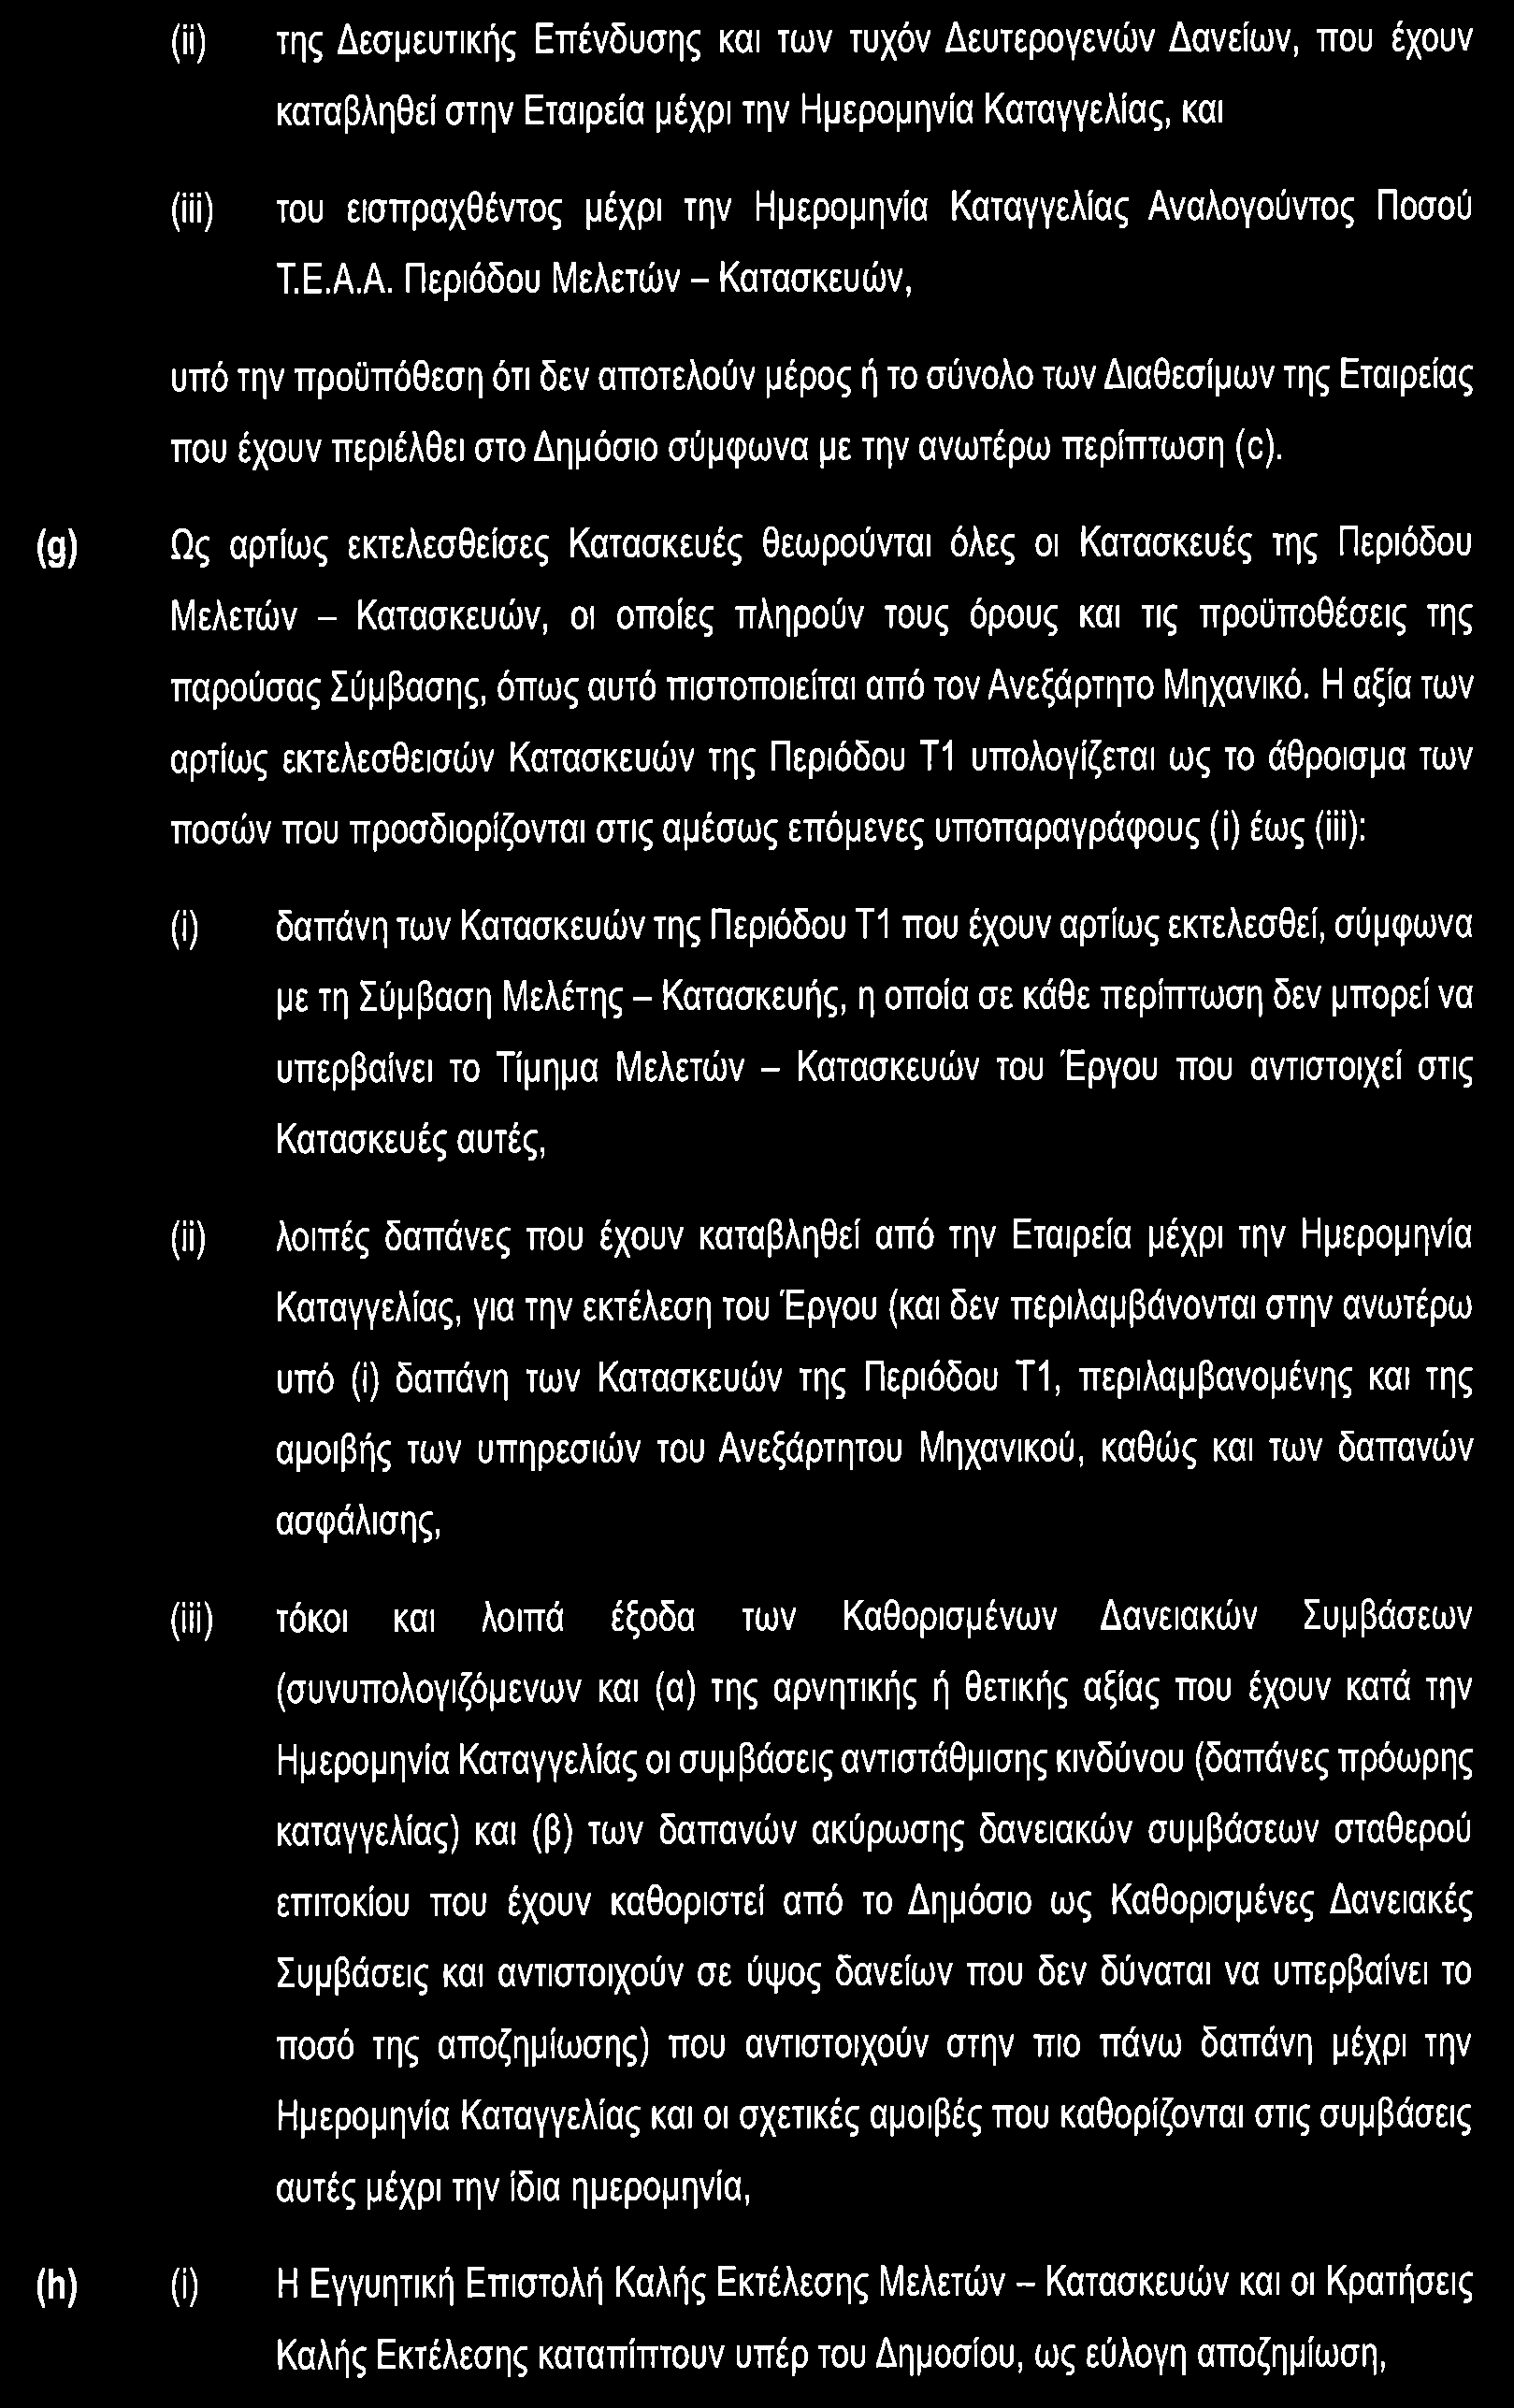 (ii) της Δεσμευτικής Επένδυσης και των τυχόν Δευτερογενών Δανείων, που έχουν
καταβληθεί στην Εταιρεία μέχρι την Ημερομηνία Καταγγελίας, και
(iii) του εισπραχθέντος μέχρι την Ημερομηνία Καταγγελίας Αναλογούντος Ποσού
Τ.Ε.Α.Α. Περιόδου Μελετών – Κατασκευών,
υπό την προϋπόθεση ότι δεν αποτελούν μέρος ή το σύνολο των Διαθεσίμων της Εταιρείας
που έχουν περιέλθει στο Δημόσιο σύμφωνα με την ανωτέρω περίπτωση (c).
(g) Ως αρτίως εκτελεσθείσες Κατασκευές θεωρούνται όλες οι Κατασκευές της Περιόδου
Μελετών – Κατασκευών, οι οποίες πληρούν τους όρους και τις προϋποθέσεις της
παρούσας Σύμβασης, όπως αυτό πιστοποιείται από τον Ανεξάρτητο Μηχανικό. Η αξία των
αρτίως εκτελεσθεισών Κατασκευών της Περιόδου Τ1 υπολογίζεται ως το άθροισμα των
ποσών που προσδιορίζονται στις αμέσως επόμενες υποπαραγράφους (i) έως (iii):
(i) δαπάνη των Κατασκευών της Περιόδου Τ1 που έχουν αρτίως εκτελεσθεί, σύμφωνα
με τη Σύμβαση Μελέτης – Κατασκευής, η οποία σε κάθε περίπτωση δεν μπορεί να
υπερβαίνει το Τίμημα Μελετών – Κατασκευών του Έργου που αντιστοιχεί στις
Κατασκευές αυτές,
(ii) λοιπές δαπάνες που έχουν καταβληθεί από την Εταιρεία μέχρι την Ημερομηνία
Καταγγελίας, για την εκτέλεση του Έργου (και δεν περιλαμβάνονται στην ανωτέρω
υπό (i) δαπάνη των Κατασκευών της Περιόδου Τ1, περιλαμβανομένης και της
αμοιβής των υπηρεσιών του Ανεξάρτητου Μηχανικού, καθώς και των δαπανών
ασφάλισης,
(iii) τόκοι και λοιπά έξοδα των Καθορισμένων Δανειακών Συμβάσεων
(συνυπολογιζόμενων και (α) της αρνητικής ή θετικής αξίας που έχουν κατά την
Ημερομηνία Καταγγελίας οι συμβάσεις αντιστάθμισης κινδύνου (δαπάνες πρόωρης
καταγγελίας) και (β) των δαπανών ακύρωσης δανειακών συμβάσεων σταθερού
επιτοκίου που έχουν καθοριστεί από το Δημόσιο ως Καθορισμένες Δανειακές
Συμβάσεις και αντιστοιχούν σε ύψος δανείων που δεν δύναται να υπερβαίνει το
ποσό της αποζημίωσης) που αντιστοιχούν στην πιο πάνω δαπάνη μέχρι την
Ημερομηνία Καταγγελίας και οι σχετικές αμοιβές που καθορίζονται στις συμβάσεις
αυτές μέχρι την ίδια ημερομηνία,
(h) (i) Η Εγγυητική Επιστολή Καλής Εκτέλεσης Μελετών – Κατασκευών και οι Κρατήσεις
Καλής Εκτέλεσης καταπίπτουν υπέρ του Δημοσίου, ως εύλογη αποζημίωση,